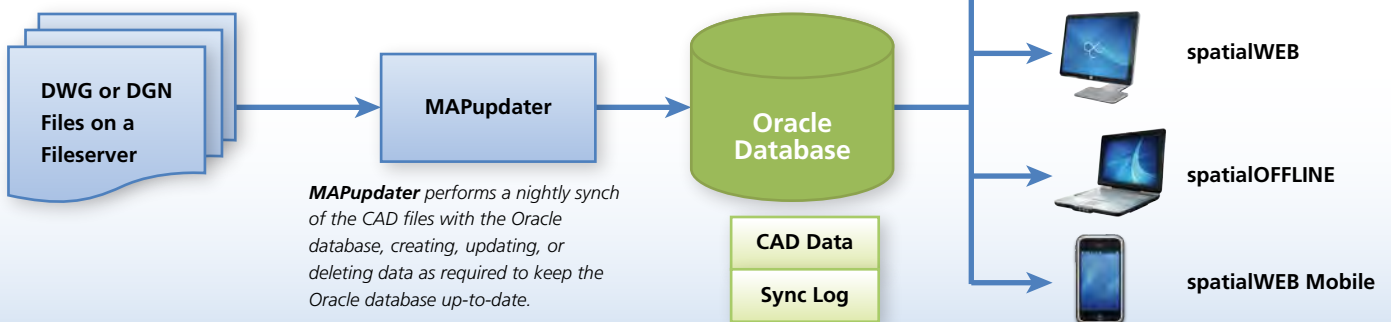 DWG or DGN
Files on a
Fileserver
MAPupdater
MAPupdater performs a nightly synch
of the CAD files with the Oracle
database, creating, updating, or
deleting data as required to keep the
Oracle database up-to-date.
Oracle
Database
CAD Data
Sync Log
spatialWEB
spatialOFFLINE
spatialWEB Mobile